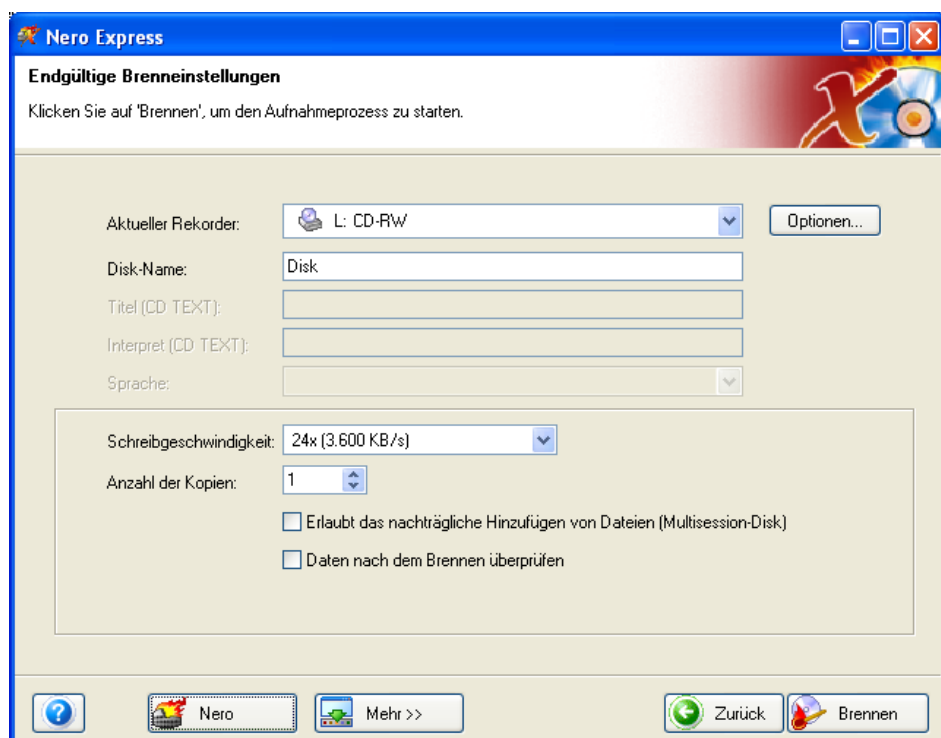 Nero Express
Endgültige Brenneinstellungen
Klicken Sie auf 'Brennen', um den Aufnahmeprozess zu starten.
Aktueller Rekorder: L: CD-RW Optionen...
Disk-Name: Disk
Titel (CD TEXT):
Interpret (CD TEXT):
Sprache:
Schreibgeschwindigkeit: 24x (3.600 KB/s)
Anzahl der Kopien: 1
Erlaubt das nachträgliche Hinzufügen von Dateien (Multisession-Disk)
Daten nach dem Brennen überprüfen
? Nero Mehr >> Zurück Brennen